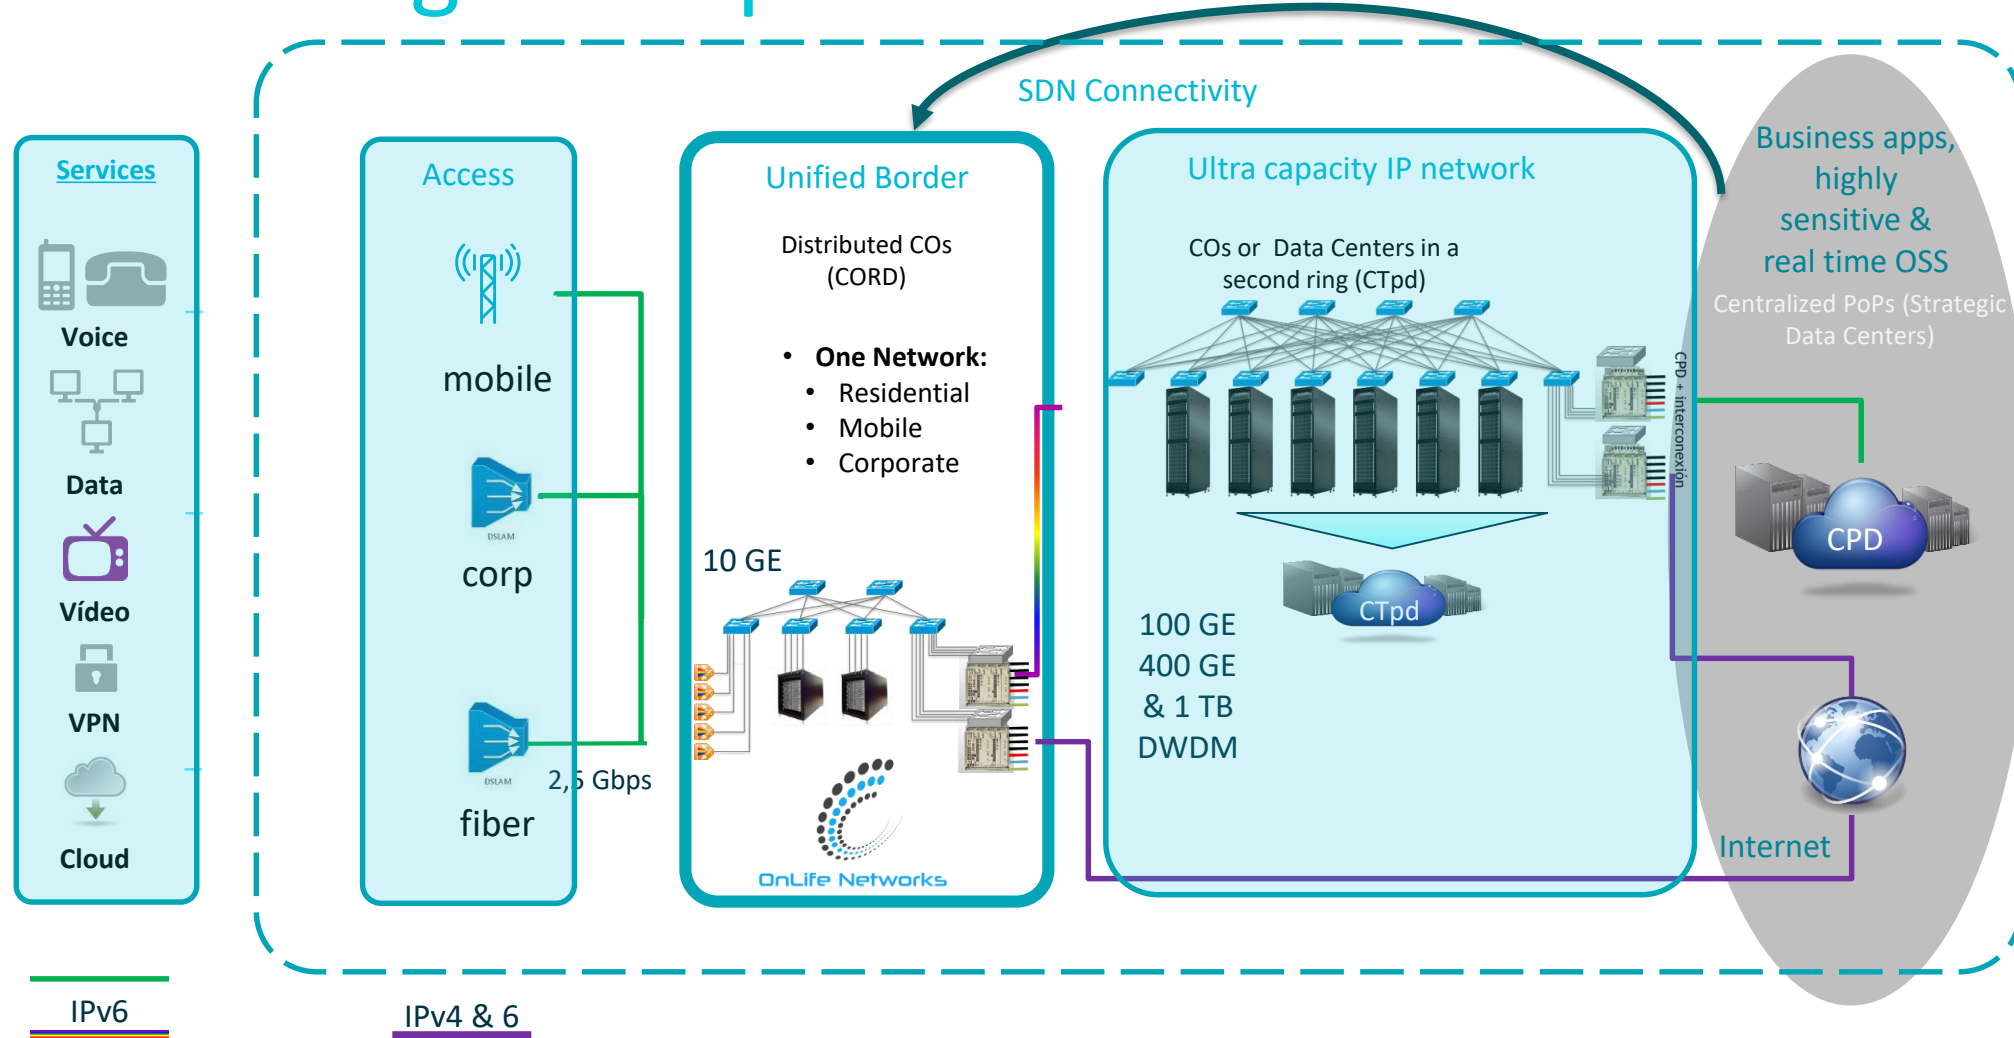 SDN Connectivity
Services
Voice
Data
Vídeo
VPN
Cloud
Access
mobile
DSLAM
corp
DSLAM
2,5 Gbps
fiber
Unified Border
Distributed COs
(CORD)
• One Network:
• Residential
• Mobile
• Corporate
10 GE
OnLife Networks
Ultra capacity IP network
COs or Data Centers in a
second ring (CTpd)
CPD + interconexión
CTpd
100 GE
400 GE
& 1 TB
DWDM
Business apps,
highly
sensitive &
real time OSS
Centralized PoPs (Strategic
Data Centers)
CPD
Internet
IPv6
IPv4 & 6